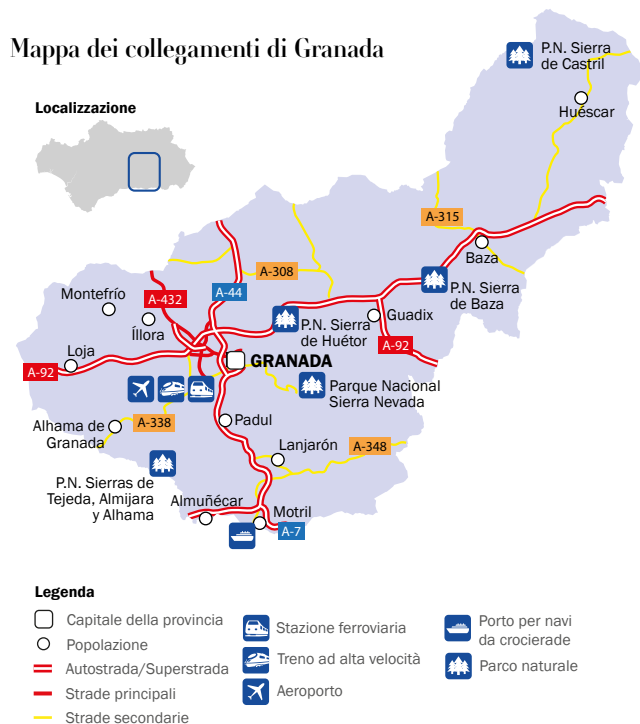 Mappa dei collegamenti di Granada
Localizzazione
P.N. Sierra
de Castril
Huéscar
A-315
Baza
A-308
A-432
A-44
Montefrío
Íllora
P.N. Sierra
de Baza
P.N. Sierra
de Huétor
Guadix
A-92
Loja
A-92
GRANADA
Parque Nacional
Sierra Nevada
A-338
Padul
Alhama de
Granada
Lanjarón
A-348
P.N. Sierras de
Tejeda, Almijara
y Alhama
Almuñécar
Motril
A-7
Legenda
Capitale della provincia
Popolazione
Autostrada/Superstrada
Strade principali
Strade secondarie
Stazione ferroviaria
Treno ad alta velocità
Aeroporto
Porto per navi
da crocierade
Parco naturale